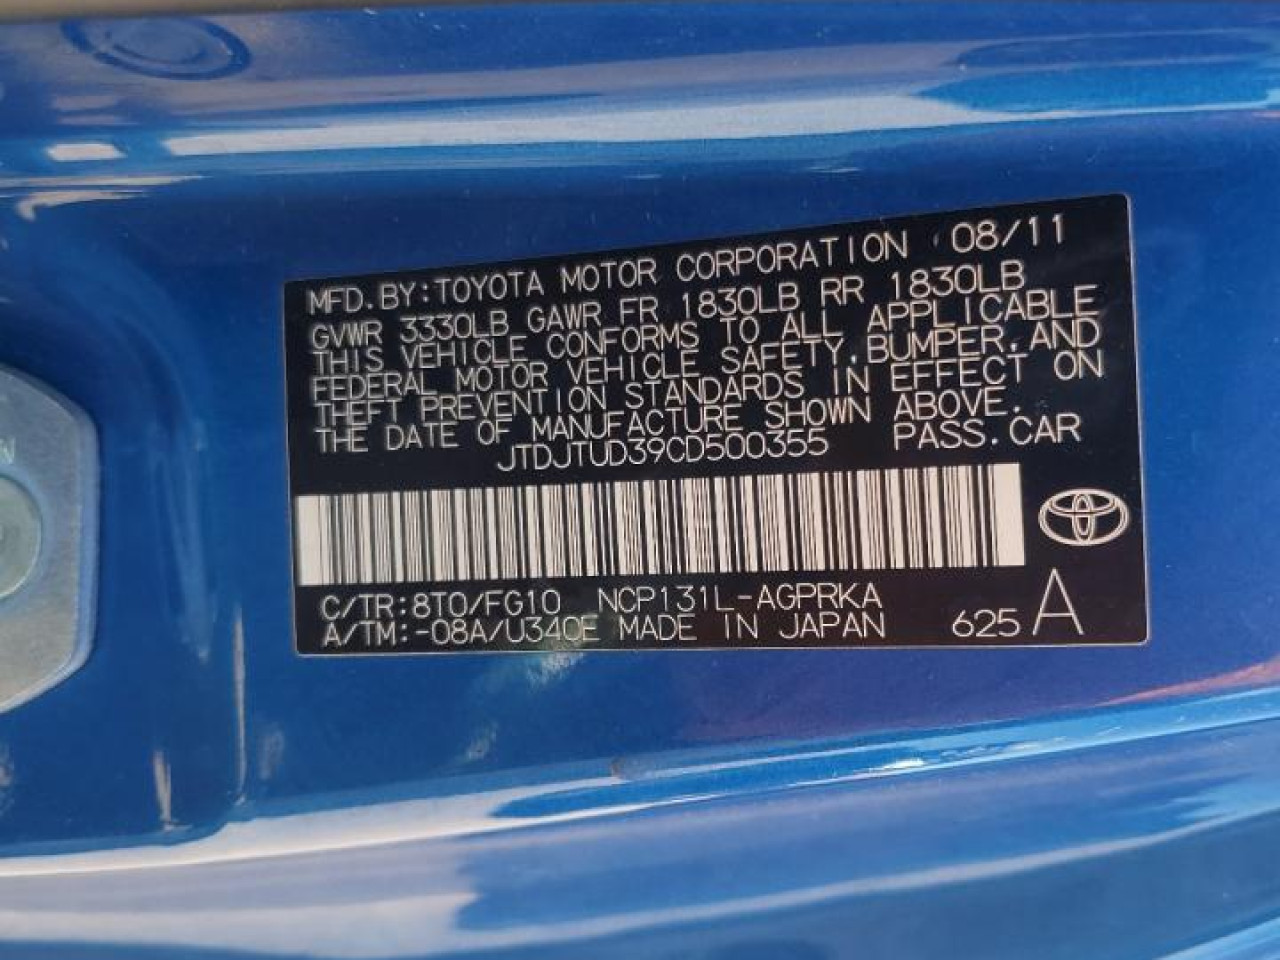 MFD.BY:TOYOTA MOTOR CORPORATION 08/11
GVWR 3330LB GAWR FR 1830LB RR 1830LB
THIS VEHICLE CONFORMS TO ALL APPLICABLE
FEDERAL MOTOR VEHICLE SAFETY,BUMPER,AND
THEFT PREVENTION STANDARDS IN EFFECT ON
THE DATE OF MANUFACTURE SHOWN ABOVE.
JTDJTUD39CD500355 PASS.CAR
C/TR:8T0/FG10 NCP131L-AGPRKA
A/TM:-08A/U340E MADE IN JAPAN 625 A